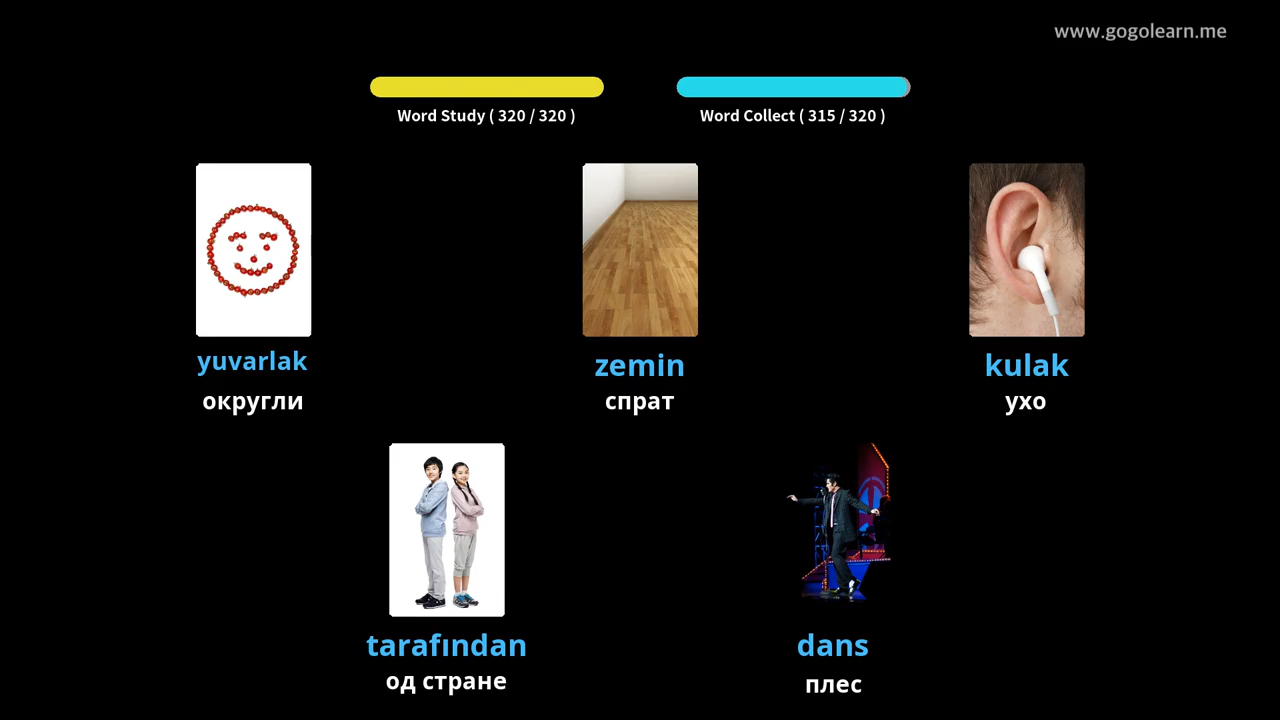 www.gogolearn.me
Word Study ( 320 / 320 )
Word Collect ( 315 / 320 )
yuvarlak
округли
zemin
спрат
kulak
ухо
tarafından
од стране
dans
плес